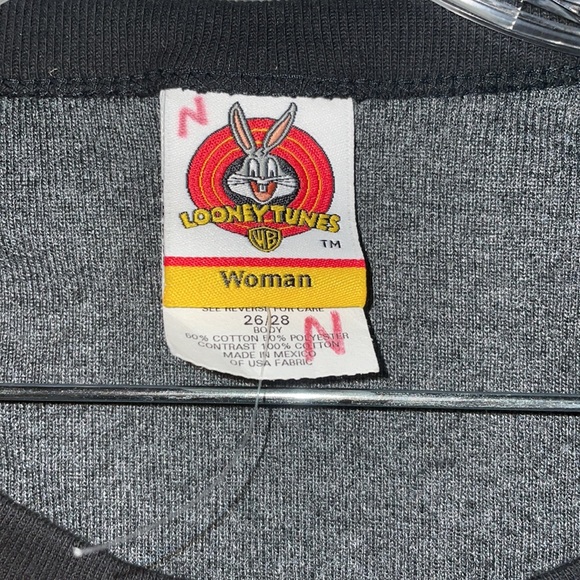 N
LOONEY TUNES
WB
TM
Woman
SEE REVERSE FOR CARE
26/28
BODY
60% COTTON 50% POLYESTER
CONTRAST 100% COTTON
MADE IN MEXICO
OF USA FABRIC
N